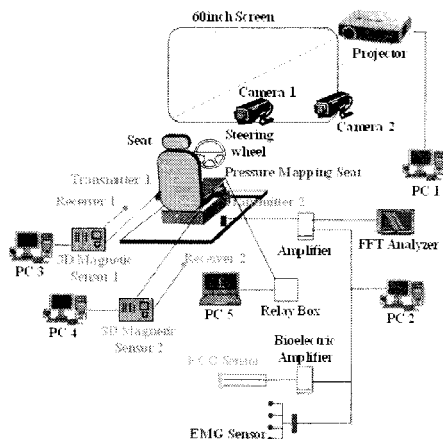 60inch Screen
Projector
Camera 1
Camera 2
Seat
Steering
wheel
Pressure Mapping Seat
PC 1
Transmitter 1
Receiver 1
Transmitter 2
Amplifier
FFT Analyzer
PC 3
3D Magnetic
Sensor 1
Receiver 2
PC 4
3D Magnetic
Sensor 2
PC 5
Relay Box
PC 2
Bioelectric
Amplifier
ECG Sensor
EMG Sensor